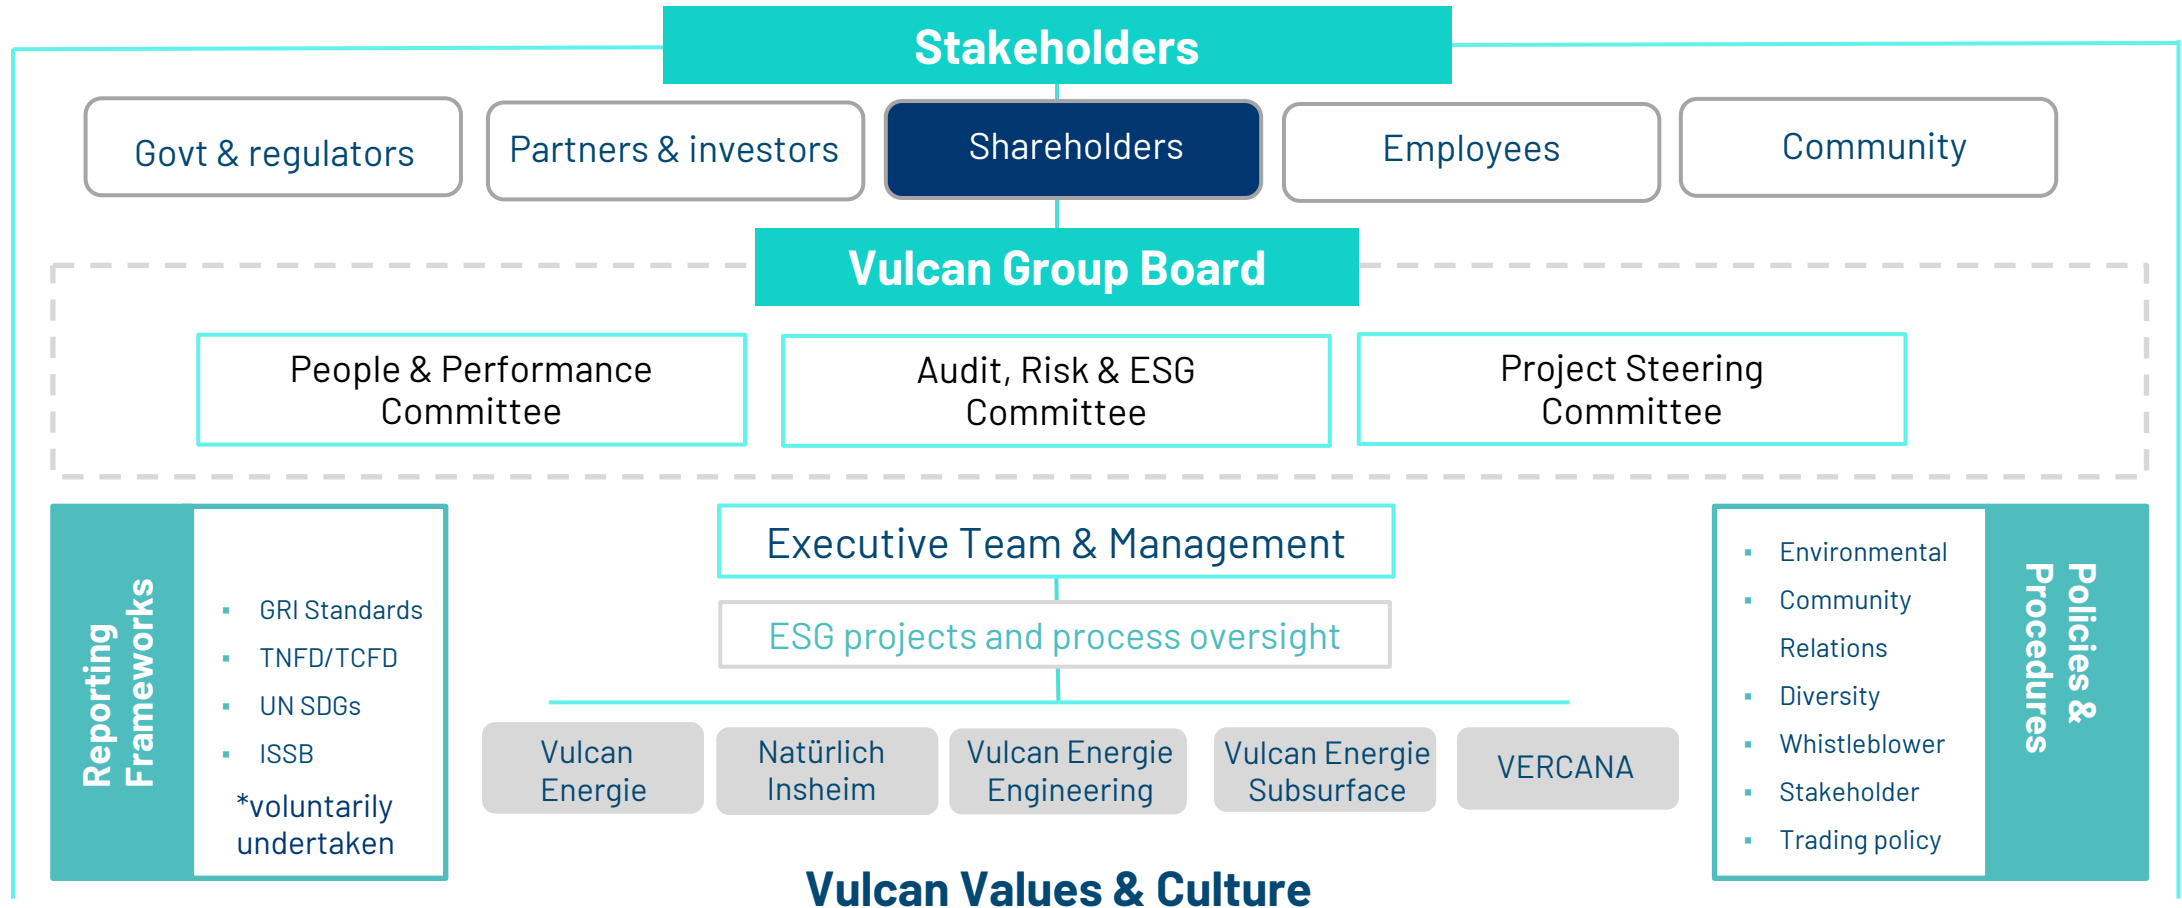 Stakeholders
Govt & regulators
Partners & investors
Shareholders
Employees
Community
Vulcan Group Board
People & Performance
Committee
Audit, Risk & ESG
Committee
Project Steering
Committee
Reporting
Frameworks
▪ GRI Standards
▪ TNFD/TCFD
▪ UN SDGs
▪ ISSB
*voluntarily
undertaken
Executive Team & Management
ESG projects and process oversight
Vulcan
Energie
Natürlich
Insheim
Vulcan Energie
Engineering
Vulcan Energie
Subsurface
VERCANA
▪ Environmental
▪ Community
Relations
▪ Diversity
▪ Whistleblower
▪ Stakeholder
▪ Trading policy
Policies &
Procedures
Vulcan Values & Culture